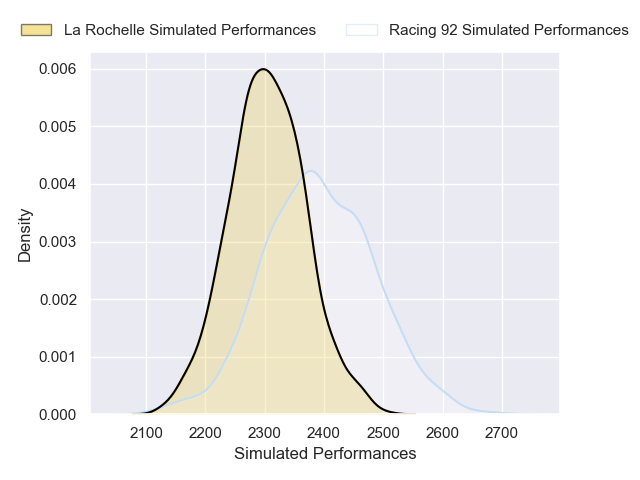 La Rochelle Simulated Performances
Racing 92 Simulated Performances
0.006
0.005
0.004
0.003
0.002
0.001
0.000
Density
2100 2200 2300 2400 2500 2600 2700
Simulated Performances